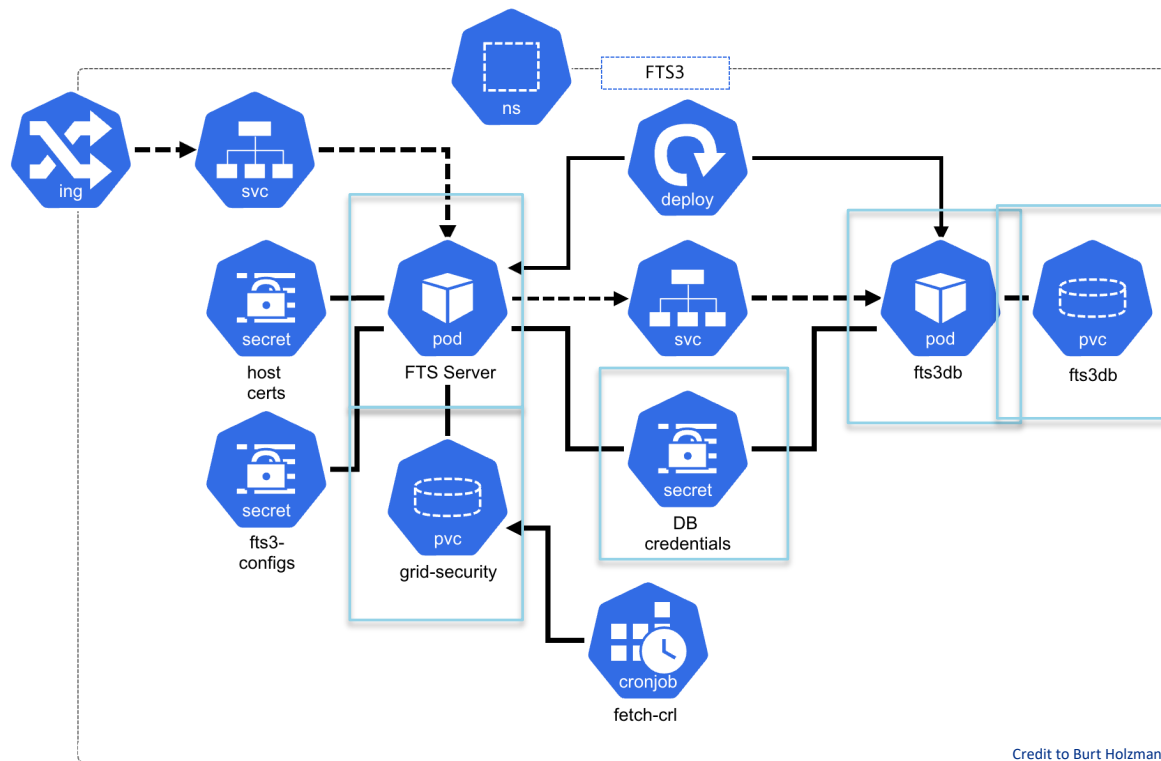 FTS3
ns
ing
svc
deploy
secret
host
certs
pod
FTS Server
svc
pod
fts3db
pvc
fts3db
secret
fts3-
configs
pvc
grid-security
secret
DB
credentials
cronjob
fetch-crl
Credit to Burt Holzman